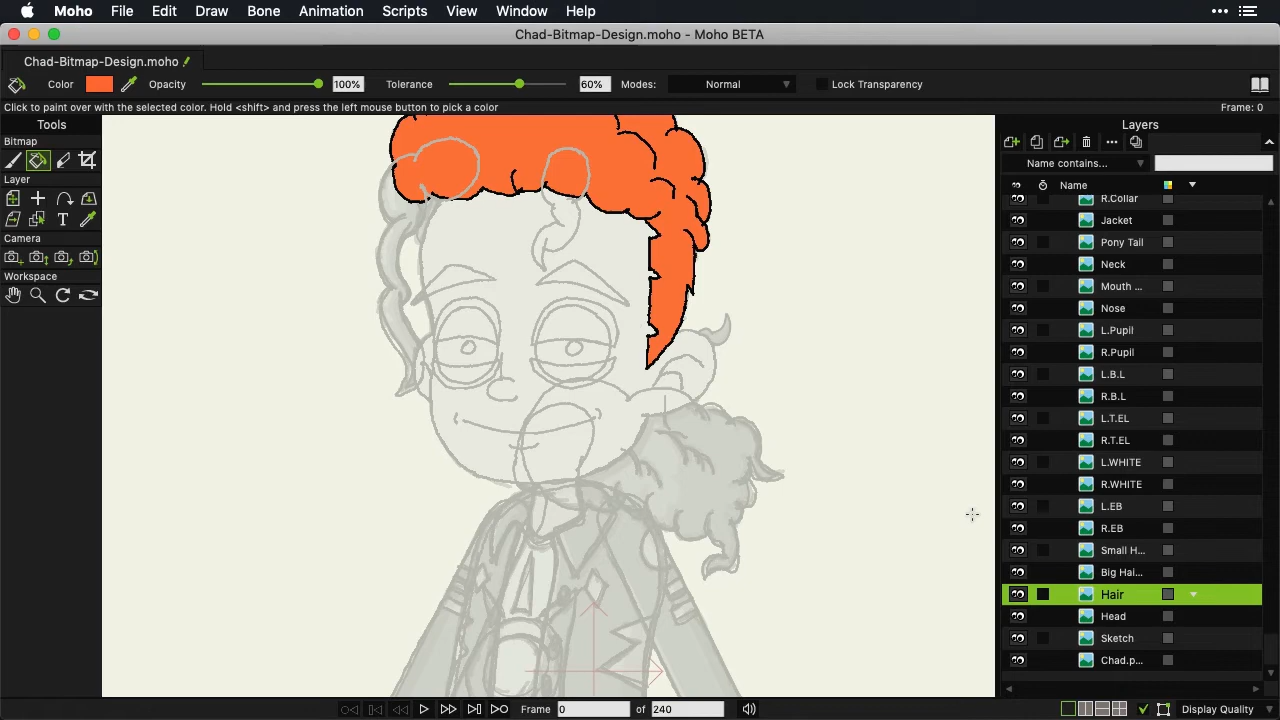 Moho File Edit Draw Bone Animation Scripts View Window Help
Chad-Bitmap-Design.moho - Moho BETA
Chad-Bitmap-Design.moho
Color Opacity 100% Tolerance 60% Modes: Normal Lock Transparency
Click to paint over with the selected color. Hold <shift> and press the left mouse button to pick a color Frame: 0
Tools
Bitmap
Layer
Camera
Workspace
Layers
Name contains...
Name
R.Collar
Jacket
Pony Tall
Neck
Mouth ...
Nose
L.Pupil
R.Pupil
L.B.L
R.B.L
L.T.EL
R.T.EL
L.WHITE
R.WHITE
L.EB
R.EB
Small H...
Big Hai...
Hair
Head
Sketch
Chad.p...
Frame 0 of 240 Display Quality